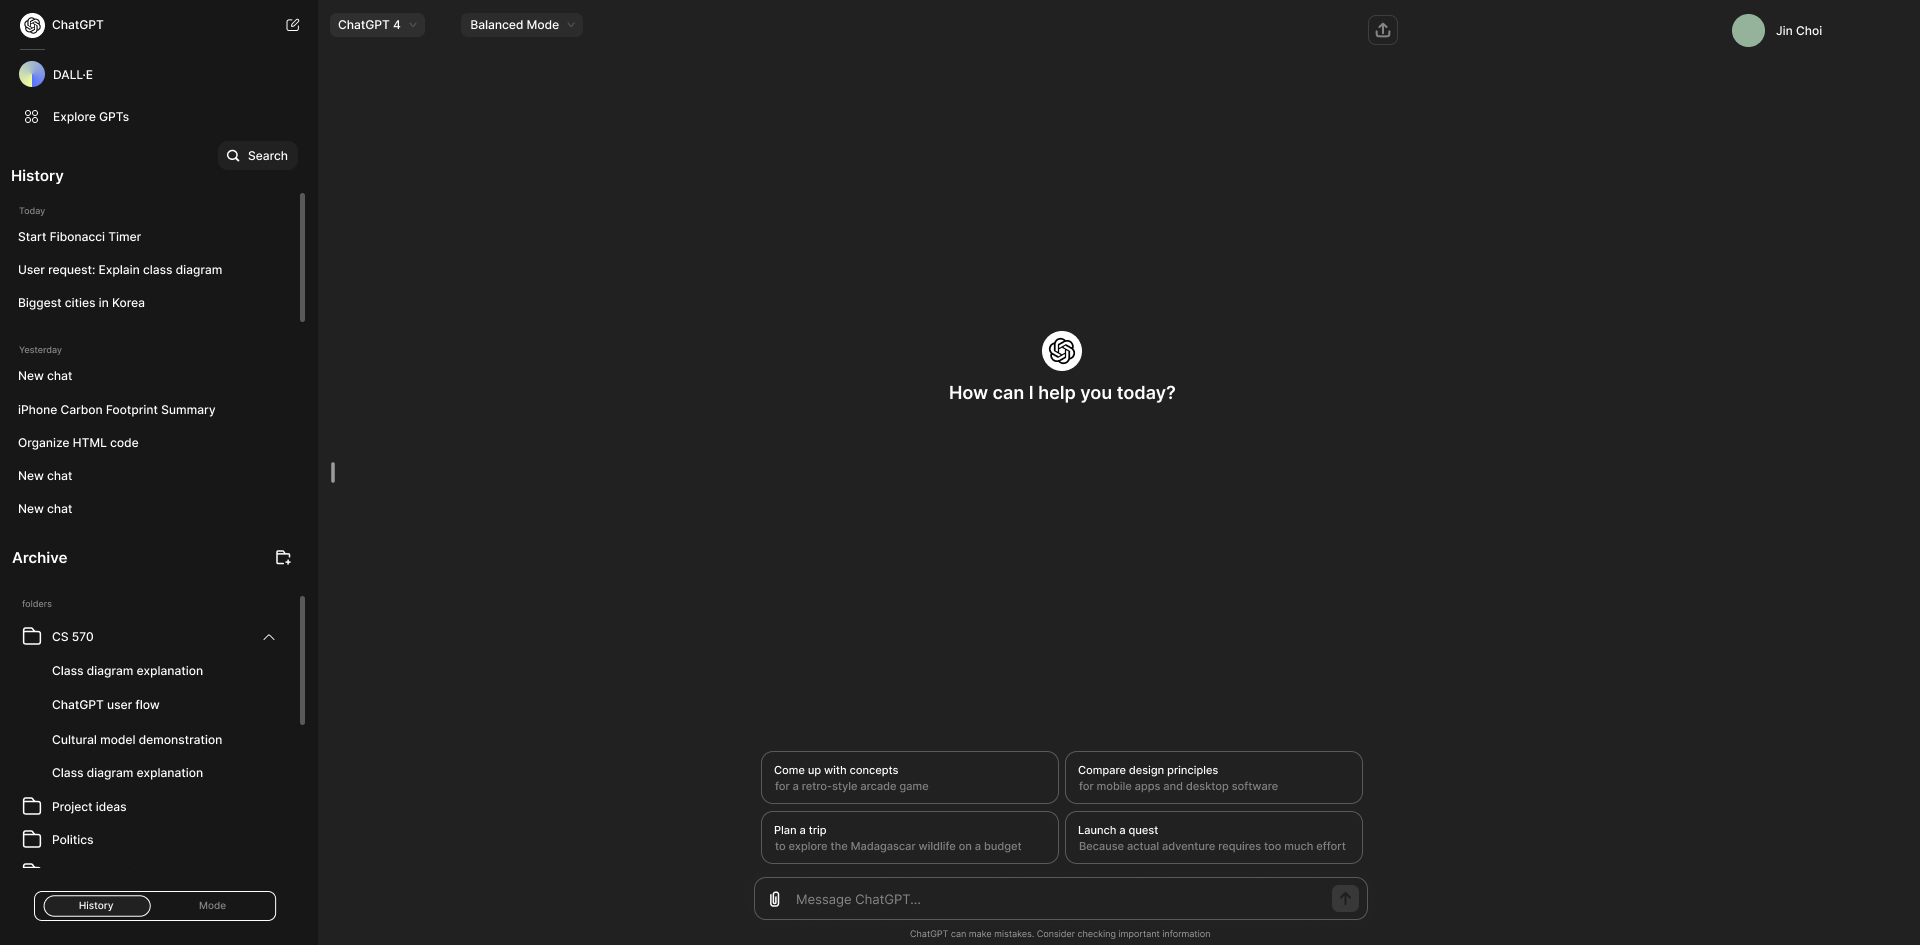 ChatGPT
DALL·E
Explore GPTs
Search
History
Today
Start Fibonacci Timer
User request: Explain class diagram
Biggest cities in Korea
Yesterday
New chat
iPhone Carbon Footprint Summary
Organize HTML code
New chat
New chat
Archive
folders
CS 570
Class diagram explanation
ChatGPT user flow
Cultural model demonstration
Class diagram explanation
Project ideas
Politics
History
Mode
ChatGPT 4
Balanced Mode
Jin Choi
How can I help you today?
Come up with concepts
for a retro-style arcade game
Compare design principles
for mobile apps and desktop software
Plan a trip
to explore the Madagascar wildlife on a budget
Launch a quest
Because actual adventure requires too much effort
Message ChatGPT...
ChatGPT can make mistakes. Consider checking important information